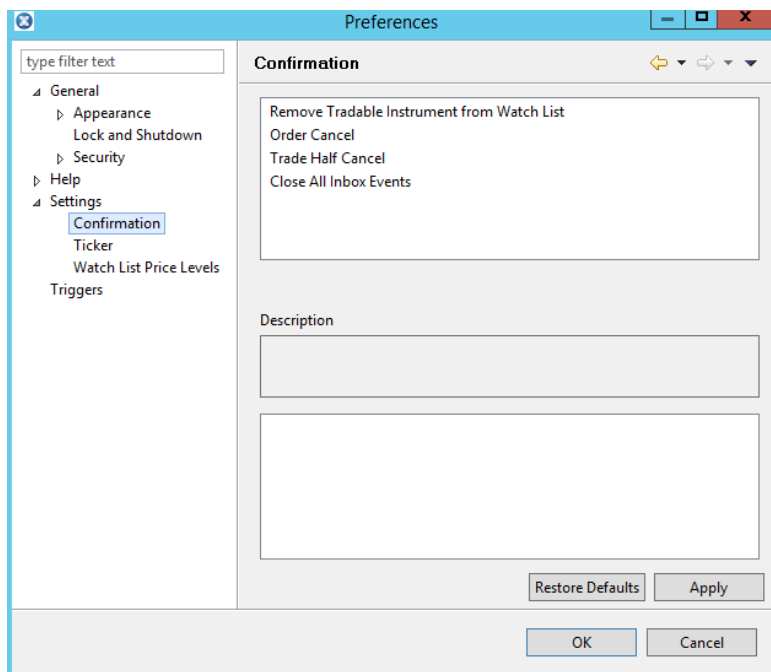 Preferences
type filter text
General
Appearance
Lock and Shutdown
Security
Help
Settings
Confirmation
Ticker
Watch List Price Levels
Triggers
Confirmation
Remove Tradable Instrument from Watch List
Order Cancel
Trade Half Cancel
Close All Inbox Events
Description
Restore Defaults
Apply
OK
Cancel